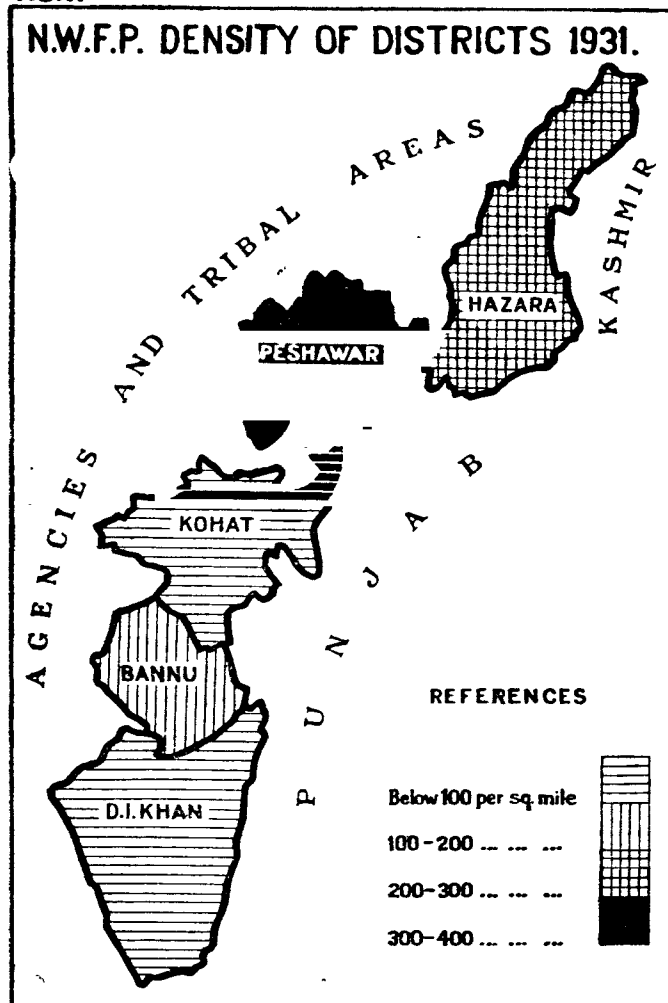 N.W.F.P. DENSITY OF DISTRICTS 1931.
AGENCIES AND TRIBAL AREAS
KASHMIR
HAZARA
PESHAWAR
PUNJAB
KOHAT
BANNU
D.I.KHAN
REFERENCES
Below 100 per sq. mile
100-200 ... ... ...
200-300 ... ... ...
300-400 ... ... ...